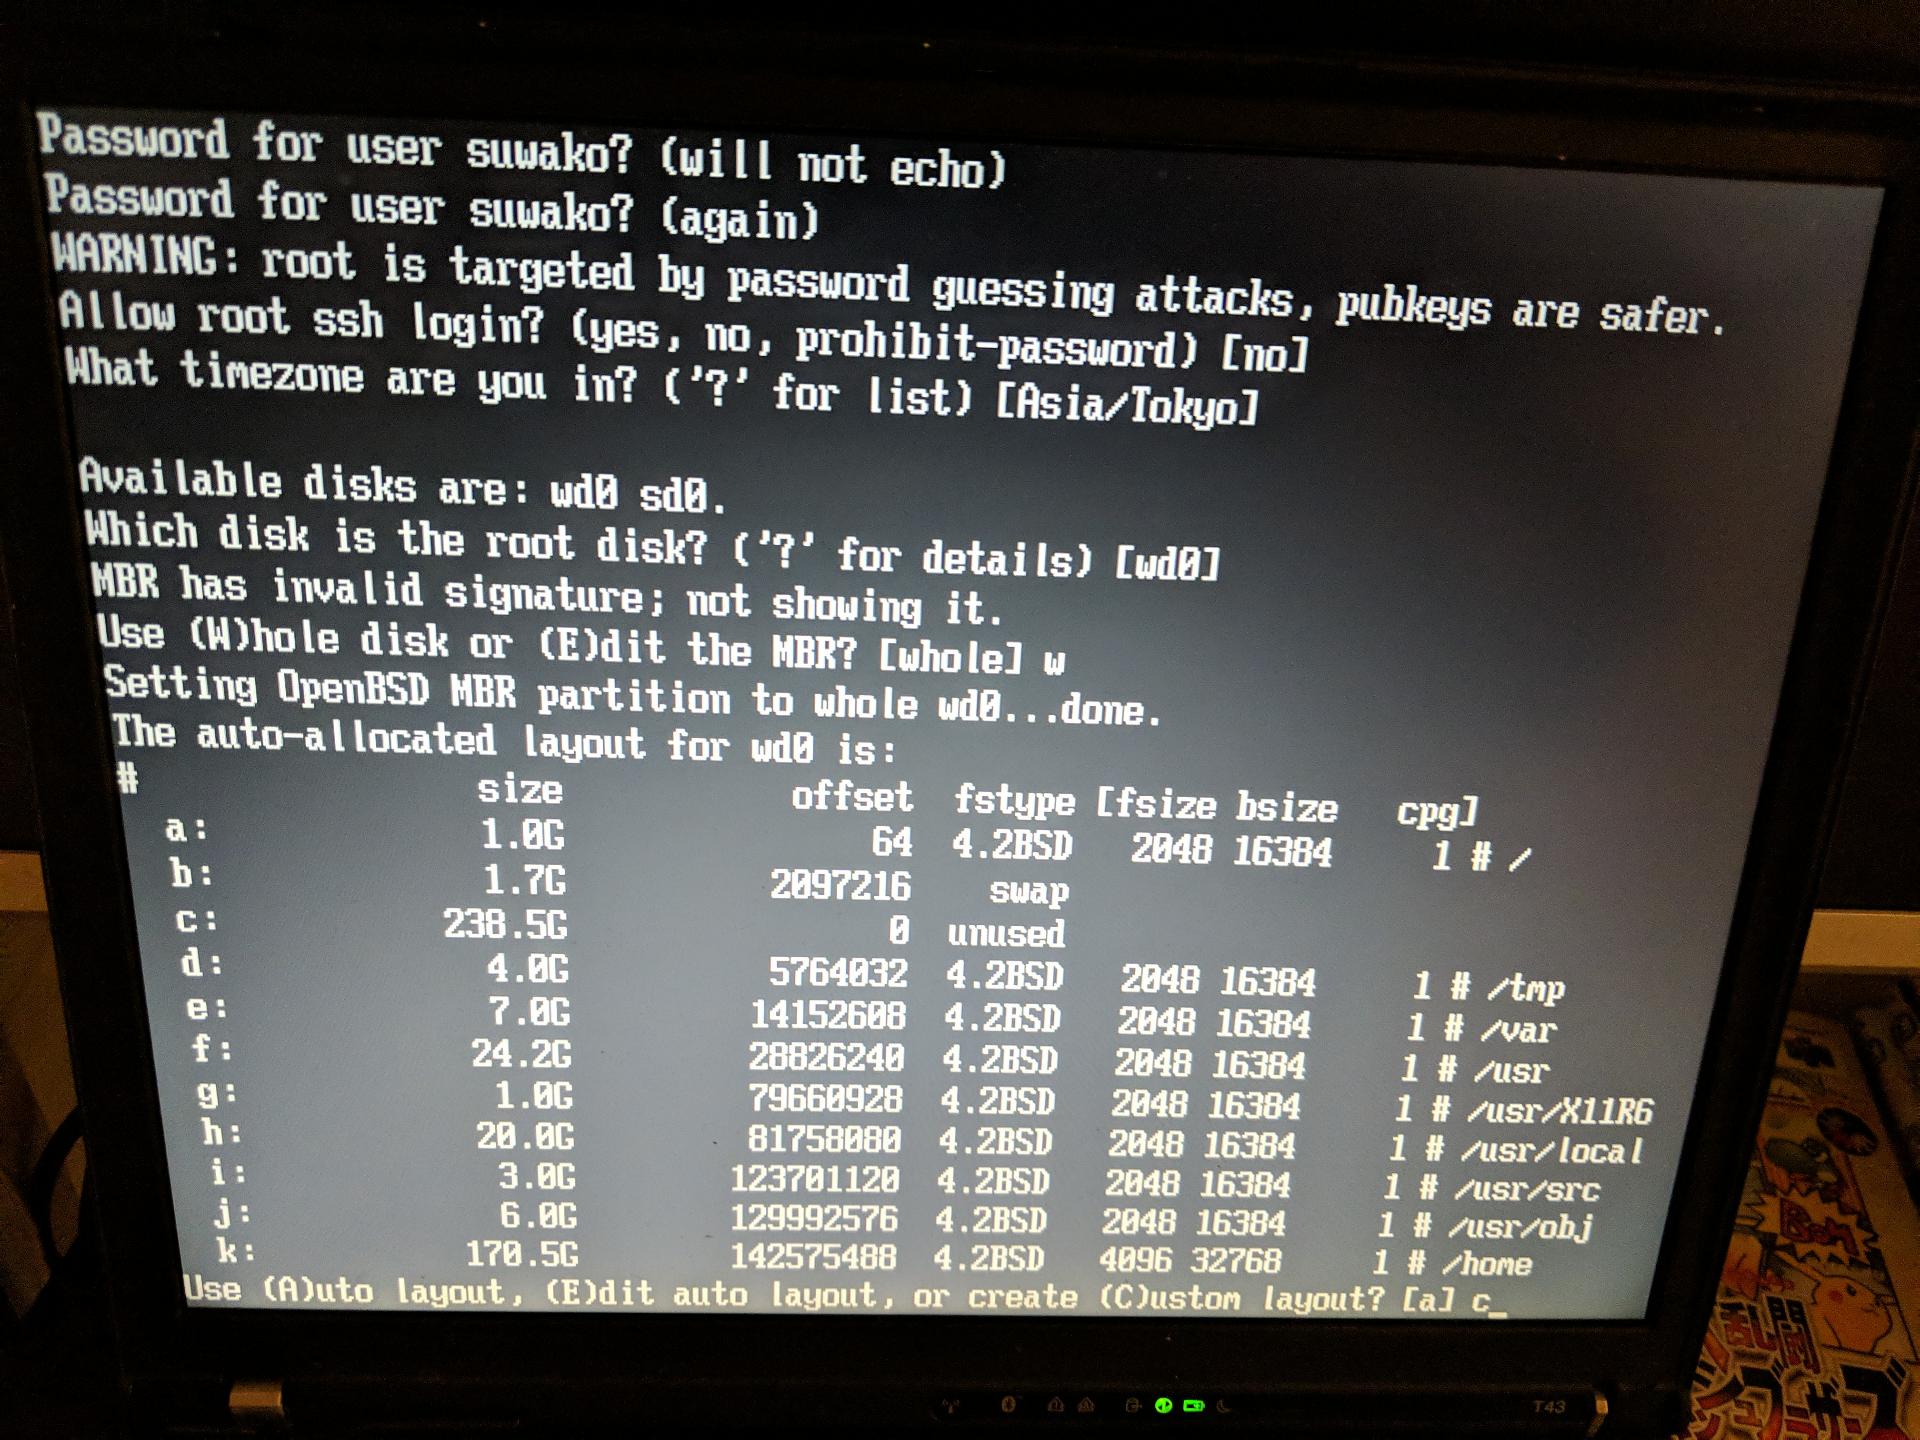 Password for user suwako? (will not echo)
Password for user suwako? (again)
WARNING: root is targeted by password guessing attacks, pubkeys are safer.
Allow root ssh login? (yes, no, prohibit-password) [no]
What timezone are you in? ('?' for list) [Asia/Tokyo]
Available disks are: wd0 sd0.
Which disk is the root disk? ('?' for details) [wd0]
MBR has invalid signature; not showing it.
Use (W)hole disk or (E)dit the MBR? [whole] w
Setting OpenBSD MBR partition to whole wd0...done.
The auto-allocated layout for wd0 is:
# size offset fstype [fsize bsize cpg]
a: 1.0G 64 4.2BSD 2048 16384 1 # /
b: 1.7G 2097216 swap
c: 238.5G 0 unused
d: 4.0G 5764032 4.2BSD 2048 16384 1 # /tmp
e: 7.0G 14152608 4.2BSD 2048 16384 1 # /var
f: 24.2G 28826240 4.2BSD 2048 16384 1 # /usr
g: 1.0G 79660928 4.2BSD 2048 16384 1 # /usr/X11R6
h: 20.0G 81758080 4.2BSD 2048 16384 1 # /usr/local
i: 3.0G 123701120 4.2BSD 2048 16384 1 # /usr/src
j: 6.0G 129992576 4.2BSD 2048 16384 1 # /usr/obj
k: 170.5G 142575488 4.2BSD 4096 32768 1 # /home
Use (A)uto layout, (E)dit auto layout, or create (C)ustom layout? [a] c_
T43